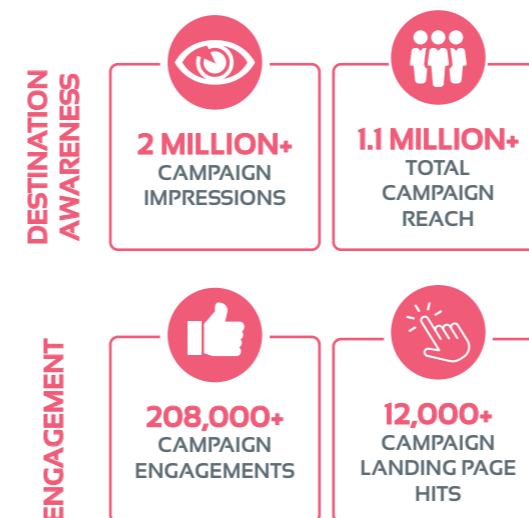 DESTINATION
AWARENESS
2 MILLION+
CAMPAIGN
IMPRESSIONS
1.1 MILLION+
TOTAL
CAMPAIGN
REACH
ENGAGEMENT
208,000+
CAMPAIGN
ENGAGEMENTS
12,000+
CAMPAIGN
LANDING PAGE
HITS